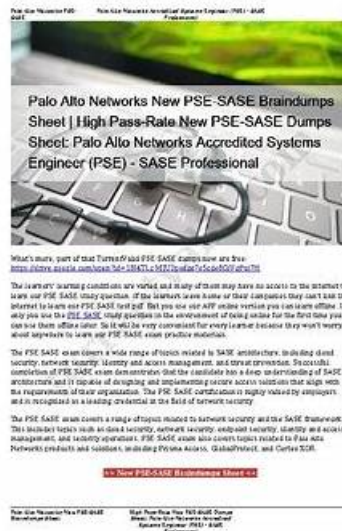 Palo Alto Networks New PSE-SASE Braindumps
Sheet | High Pass-Rate New PSE-SASE Dumps
Sheet: Palo Alto Networks Accredited Systems
Engineer (PSE) - SASE Professional
What's more, part of that dumps now are free:
The learners' learning conditions are varied and many of them may have no access to the internet to
learn our PSE SASE study question. If the learners leave home or their companies they can't link the
internet to learn our PSE SASE test pdf. But you use our APP online version you can learn offline. If
only you use the PSE SASE study question in the environment of being online for the first time you
can use them offline later. So it will be very convenient for every learner because they won't worry
about anywhere to learn our PSE SASE exam practice materials.
The PSE SASE exam covers a wide range of topics related to SASE architecture, including cloud
security, network security, identity and access management, and threat prevention. Successful
completion of PSE SASE exam demonstrates that the candidate has a deep understanding of SASE
architecture and is capable of designing and implementing secure access solutions that align with
the requirements of their organization. The PSE SASE certification is highly valued by employers
and is recognized as a leading credential in the field of network security.
The PSE SASE exam covers a range of topics related to network security and the SASE framework.
This includes topics such as cloud security, network security, endpoint security, identity and access
management, and security operations. PSE SASE exam also covers topics related to Palo Alto
Networks products and solutions, including Prisma Access, GlobalProtect, and Cortex XDR.
>> New PSE-SASE Braindumps Sheet <<